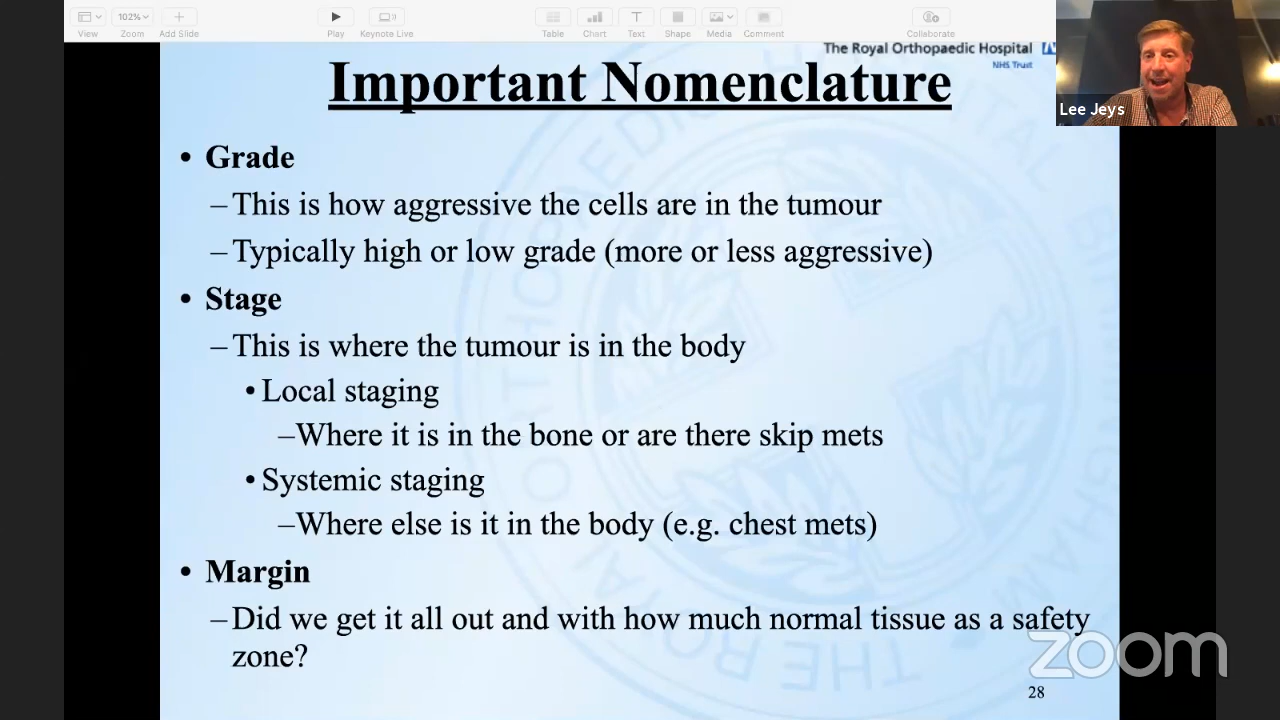 View
102%
Zoom
Add Slide
Play
Keynote Live
Table
Chart
Text
Shape
Media
Comment
Collaborate
The Royal Orthopaedic Hospital
NHS Trust
Lee Jeys
Important Nomenclature
• Grade
–This is how aggressive the cells are in the tumour
–Typically high or low grade (more or less aggressive)
• Stage
–This is where the tumour is in the body
•Local staging
–Where it is in the bone or are there skip mets
•Systemic staging
–Where else is it in the body (e.g. chest mets)
• Margin
–Did we get it all out and with how much normal tissue as a safety
zone?
zoom
28